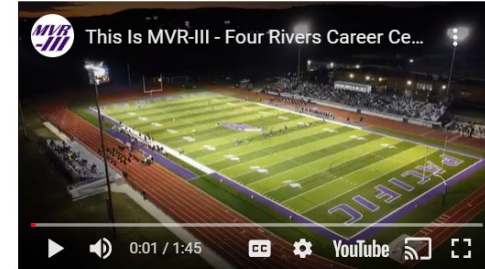 MVR
-III
This Is MVR-III - Four Rivers Career Ce...
PACIFIC
0:01 / 1:45
CC
YouTube